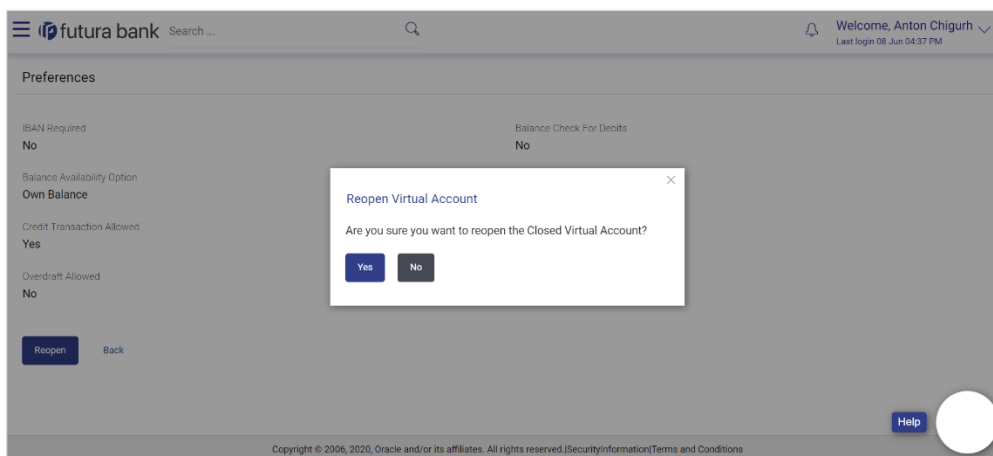 futura bank Search ...
Welcome, Anton Chigurh
Last login 08 Jun 04:37 PM
Preferences
IBAN Required
No
Balance Check For Debits
No
Balance Availability Option
Own Balance
Credit Transaction Allowed
Yes
Overdraft Allowed
No
Reopen Virtual Account
Are you sure you want to reopen the Closed Virtual Account?
Yes No
Reopen Back
Help
Copyright © 2006, 2020, Oracle and/or its affiliates. All rights reserved.|SecurityInformation|Terms and Conditions